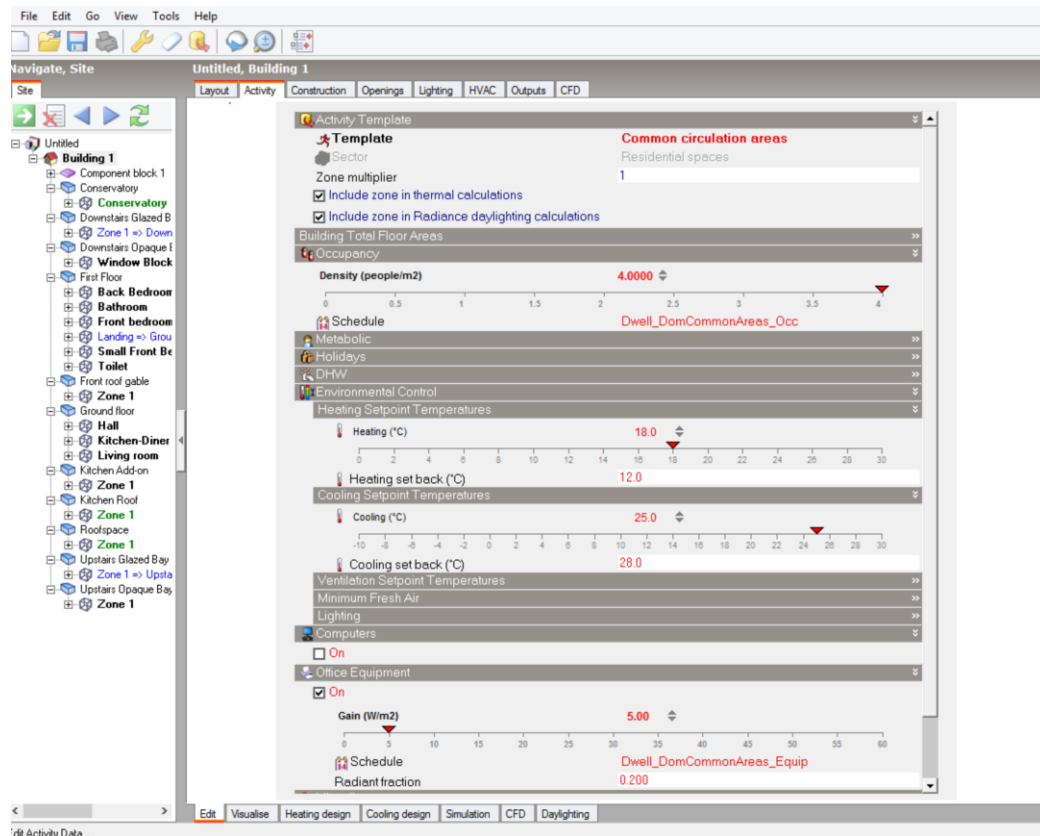 File Edit Go View Tools Help
Navigate, Site
Untitled, Building 1
Site
Layout Activity Construction Openings Lighting HVAC Outputs CFD
Untitled
Building 1
Component block 1
Conservatory
Conservatory
Downstairs Glazed B
Zone 1 => Down
Downstairs Opaque E
Window Block
First Floor
Back Bedroom
Bathroom
Front bedroom
Landing => Grou
Small Front Be
Toilet
Front roof gable
Zone 1
Ground floor
Hall
Kitchen-Diner
Living room
Kitchen Add-on
Zone 1
Kitchen Roof
Zone 1
Roofspace
Zone 1
Upstairs Glazed Bay
Zone 1 => Upsta
Upstairs Opaque Bay
Zone 1
Activity Template
Template Common circulation areas
Sector Residential spaces
Zone multiplier 1
Include zone in thermal calculations
Include zone in Radiance daylighting calculations
Building Total Floor Areas
Occupancy
Density (people/m2) 4.0000
0 0.5 1 1.5 2 2.5 3 3.5 4
Schedule Dwell_DomCommonAreas_Occ
Metabolic
Holidays
DHW
Environmental Control
Heating Setpoint Temperatures
Heating (°C) 18.0
0 2 4 6 8 10 12 14 16 18 20 22 24 26 28 30
Heating set back (°C) 12.0
Cooling Setpoint Temperatures
Cooling (°C) 25.0
-10 -8 -6 -4 -2 0 2 4 6 8 10 12 14 16 18 20 22 24 26 28 30
Cooling set back (°C) 28.0
Ventilation Setpoint Temperatures
Minimum Fresh Air
Lighting
Computers
On
Office Equipment
On
Gain (W/m2) 5.00
0 5 10 15 20 25 30 35 40 45 50 55 60
Schedule Dwell_DomCommonAreas_Equip
Radiant fraction 0.200
Edit Visualise Heating design Cooling design Simulation CFD Daylighting
dit Activity Data